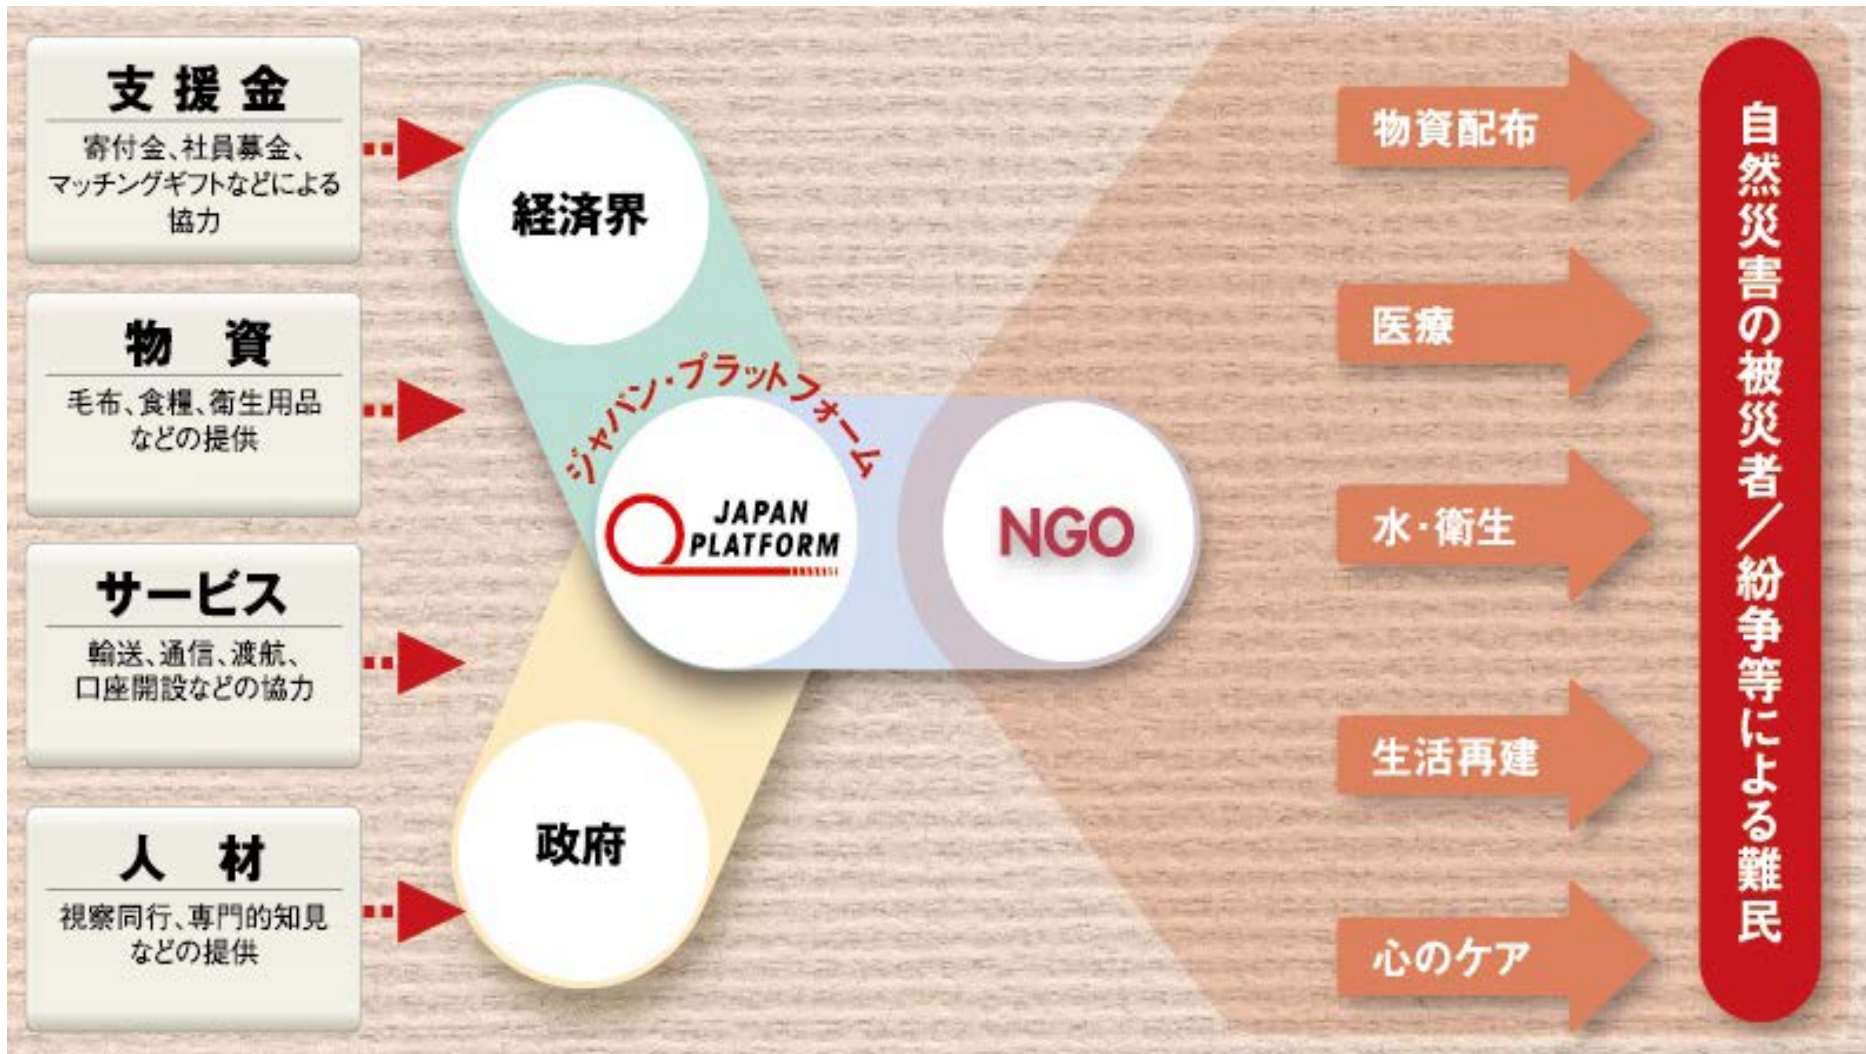 支援金
寄付金、社員募金、
マッチングギフトなどによる
協力
物資
毛布、食糧、衛生用品
などの提供
サービス
輸送、通信、渡航、
口座開設などの協力
人材
視察同行、専門的知見
などの提供
経済界
ジャパン・プラットフォーム
JAPAN
PLATFORM
NGO
政府
物資配布
医療
水・衛生
生活再建
心のケア
自然災害の被災者/紛争等による難民